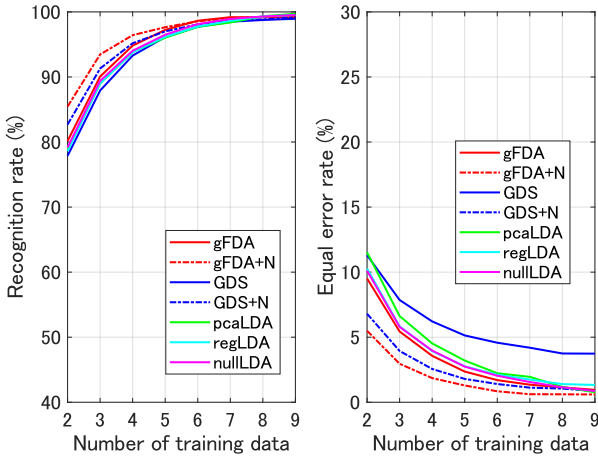 100
90
80
70
60
50
40
Recognition rate (%)
2 3 4 5 6 7 8 9
Number of training data
gFDA
gFDA+N
GDS
GDS+N
pcaLDA
regLDA
nullLDA
30
25
20
15
10
5
0
Equal error rate (%)
2 3 4 5 6 7 8 9
Number of training data
gFDA
gFDA+N
GDS
GDS+N
pcaLDA
regLDA
nullLDA